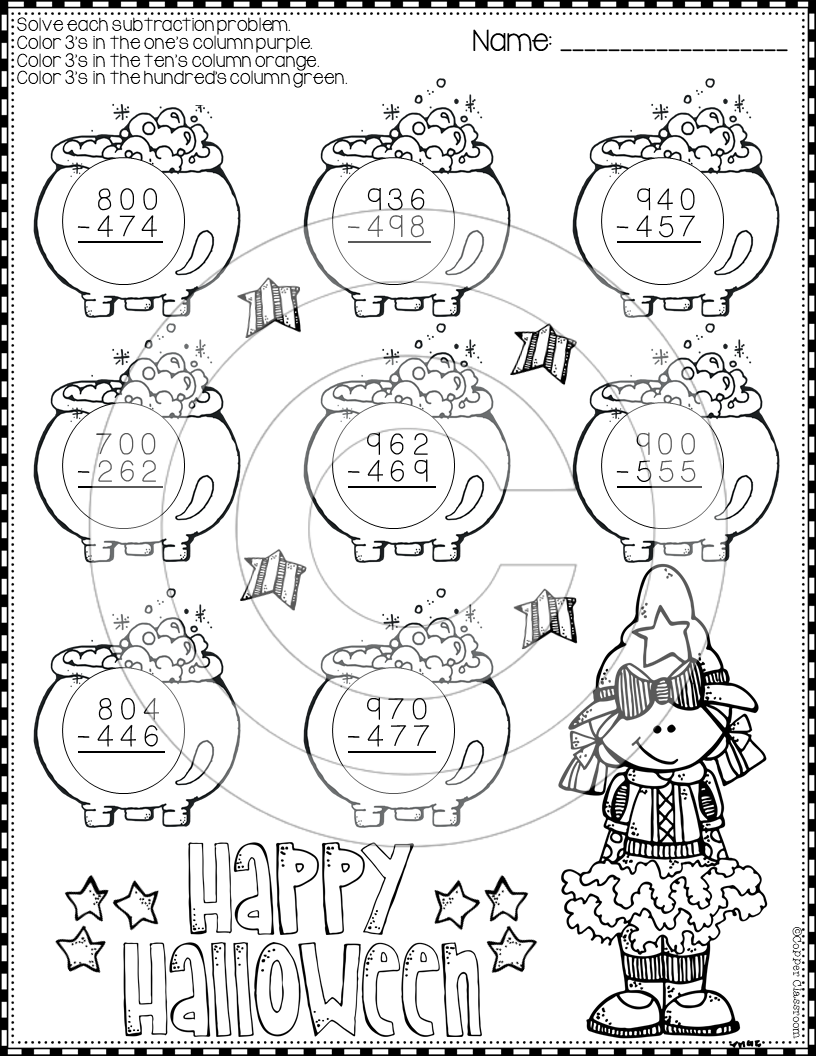 Solve each subtraction problem.
Color 3's in the one's column purple.
Color 3's in the ten's column orange.
Color 3's in the hundred's column green.
Name: ___________________
800
-474
936
-498
940
-457
700
-262
962
-469
900
-555
804
-446
970
-477
Happy
Halloween
©Copper Classroom
C